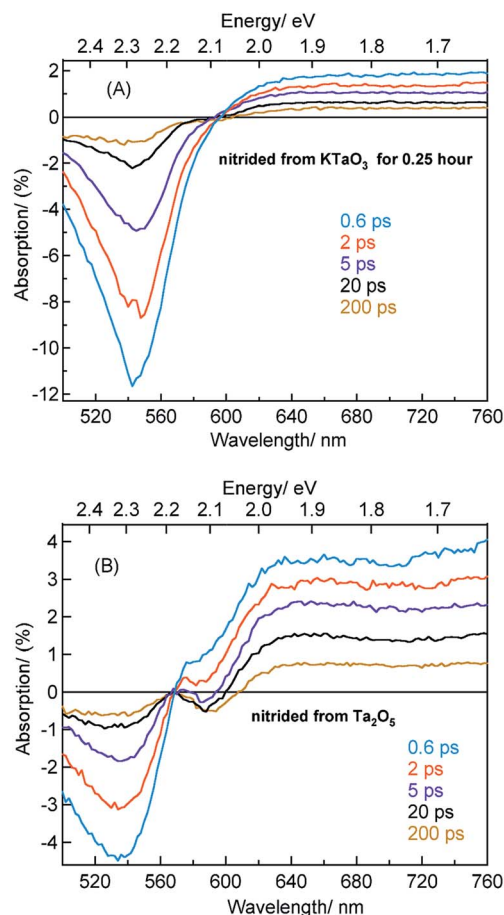 Energy/ eV
2.4 2.3 2.2 2.1 2.0 1.9 1.8 1.7
2
0
-2
-4
-6
-8
-10
-12
Absorption/ (%)
(A)
nitrided from KTaO₃ for 0.25 hour
0.6 ps
2 ps
5 ps
20 ps
200 ps
520 560 600 640 680 720 760
Wavelength/ nm
Energy/ eV
2.4 2.3 2.2 2.1 2.0 1.9 1.8 1.7
4
3
2
1
0
-1
-2
-3
-4
Absorption/ (%)
(B)
nitrided from Ta₂O₅
0.6 ps
2 ps
5 ps
20 ps
200 ps
520 560 600 640 680 720 760
Wavelength/ nm